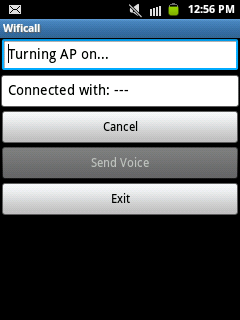 12:56 PM
Wificall
Turning AP on...
Connected with: ---
Cancel
Send Voice
Exit